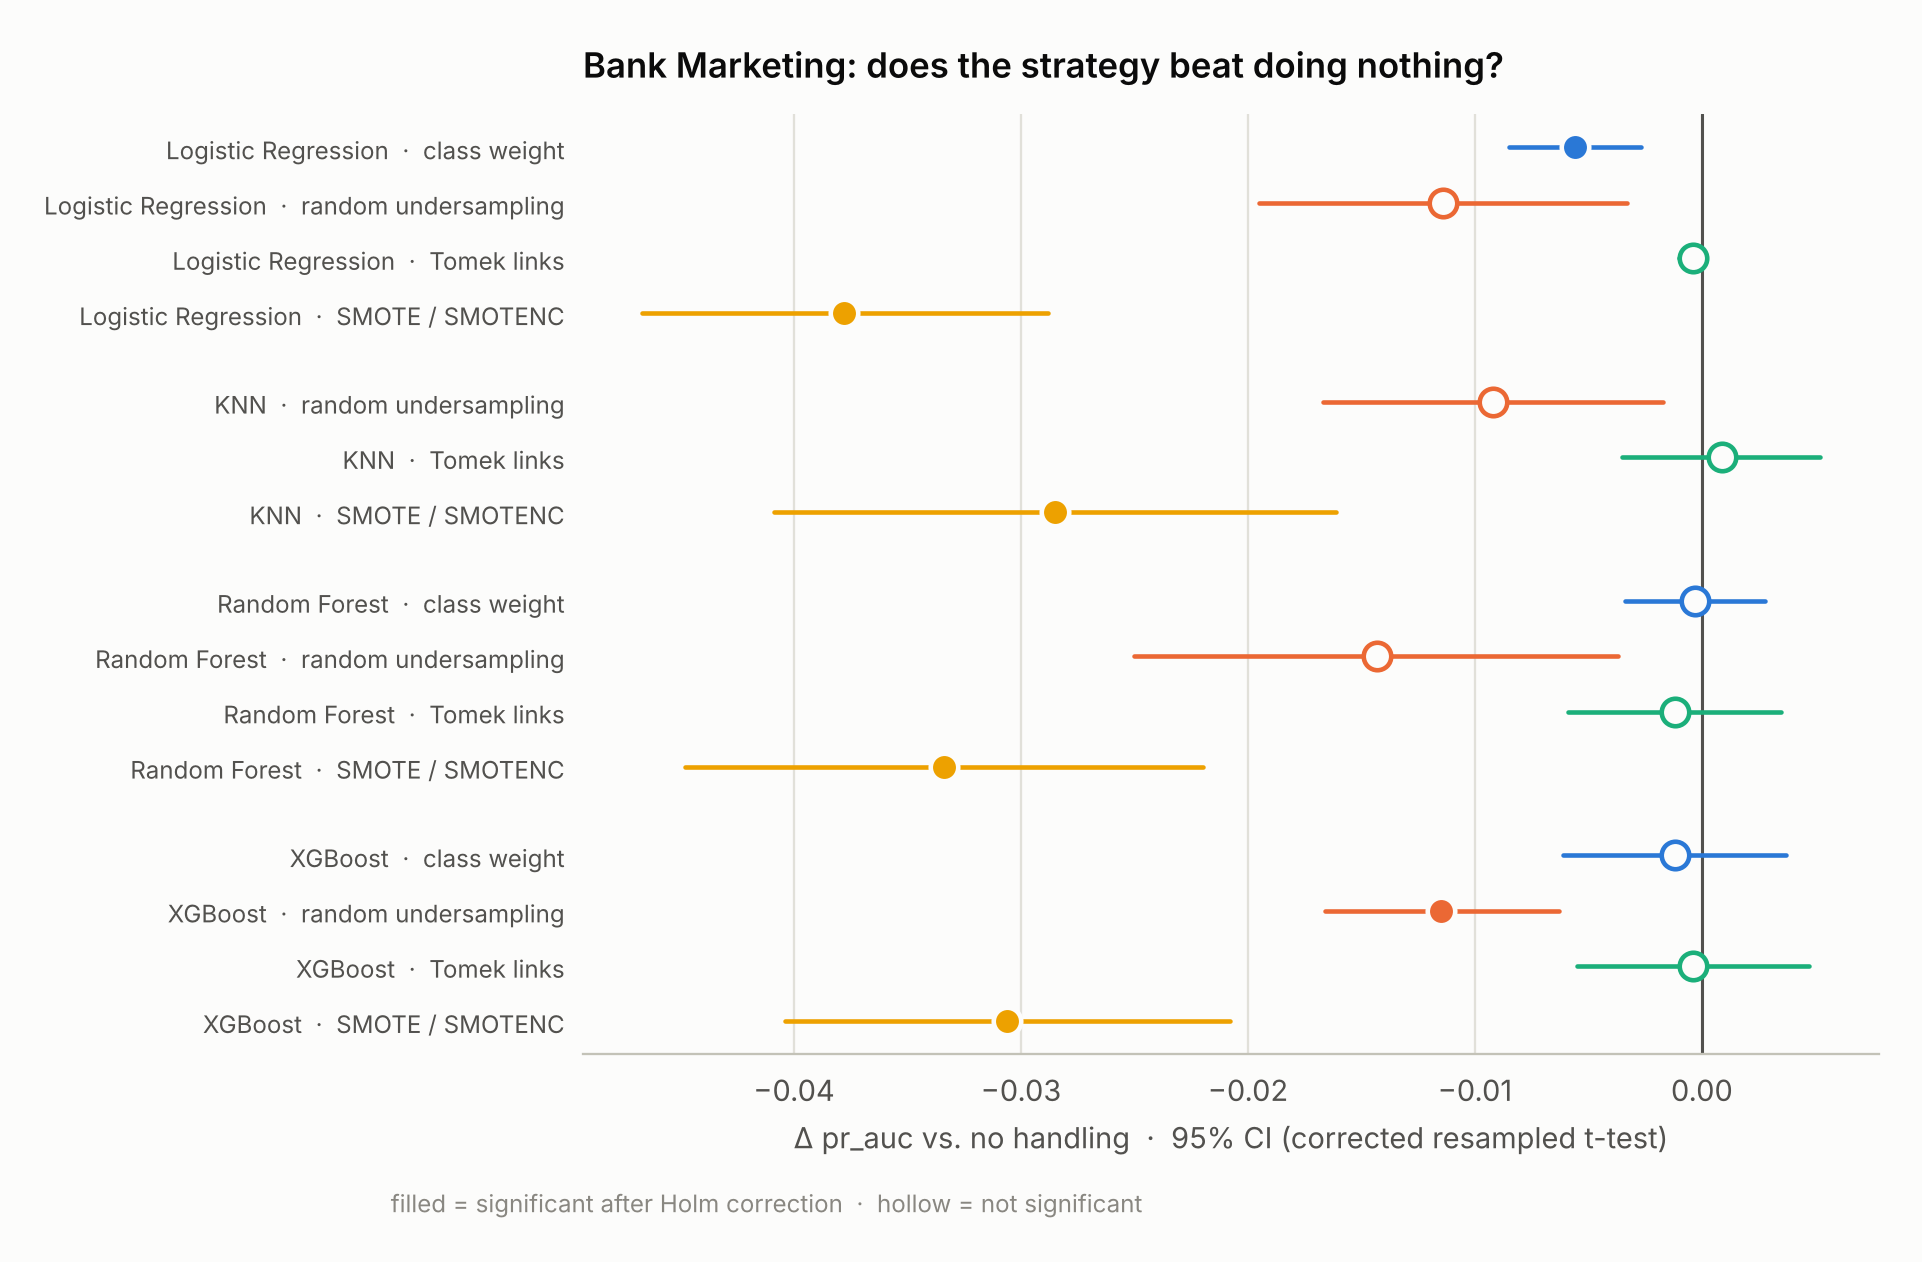 Bank Marketing: does the strategy beat doing nothing?
Logistic Regression · class weight
Logistic Regression · random undersampling
Logistic Regression · Tomek links
Logistic Regression · SMOTE / SMOTENC
KNN · random undersampling
KNN · Tomek links
KNN · SMOTE / SMOTENC
Random Forest · class weight
Random Forest · random undersampling
Random Forest · Tomek links
Random Forest · SMOTE / SMOTENC
XGBoost · class weight
XGBoost · random undersampling
XGBoost · Tomek links
XGBoost · SMOTE / SMOTENC
−0.04 −0.03 −0.02 −0.01 0.00
Δ pr_auc vs. no handling · 95% CI (corrected resampled t-test)
filled = significant after Holm correction · hollow = not significant